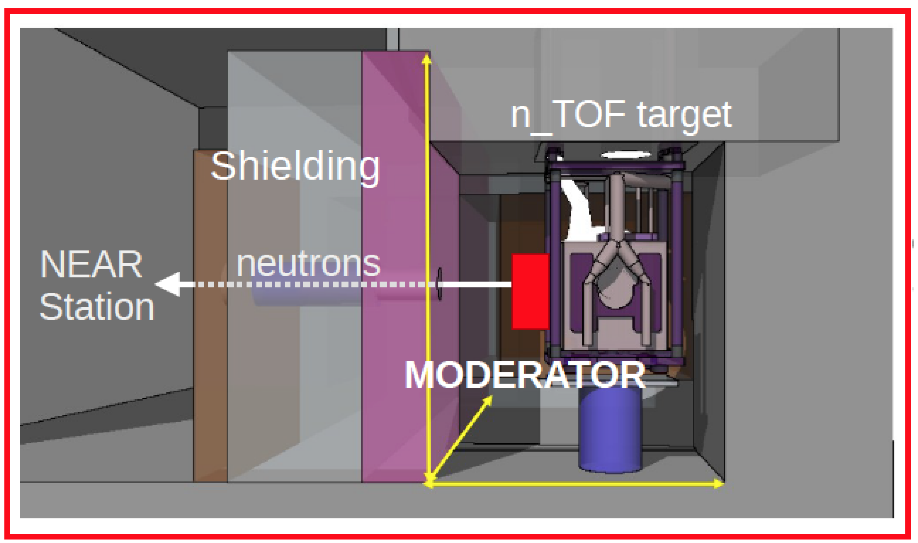 n_TOF target
Shielding
NEAR
Station
neutrons
MODERATOR